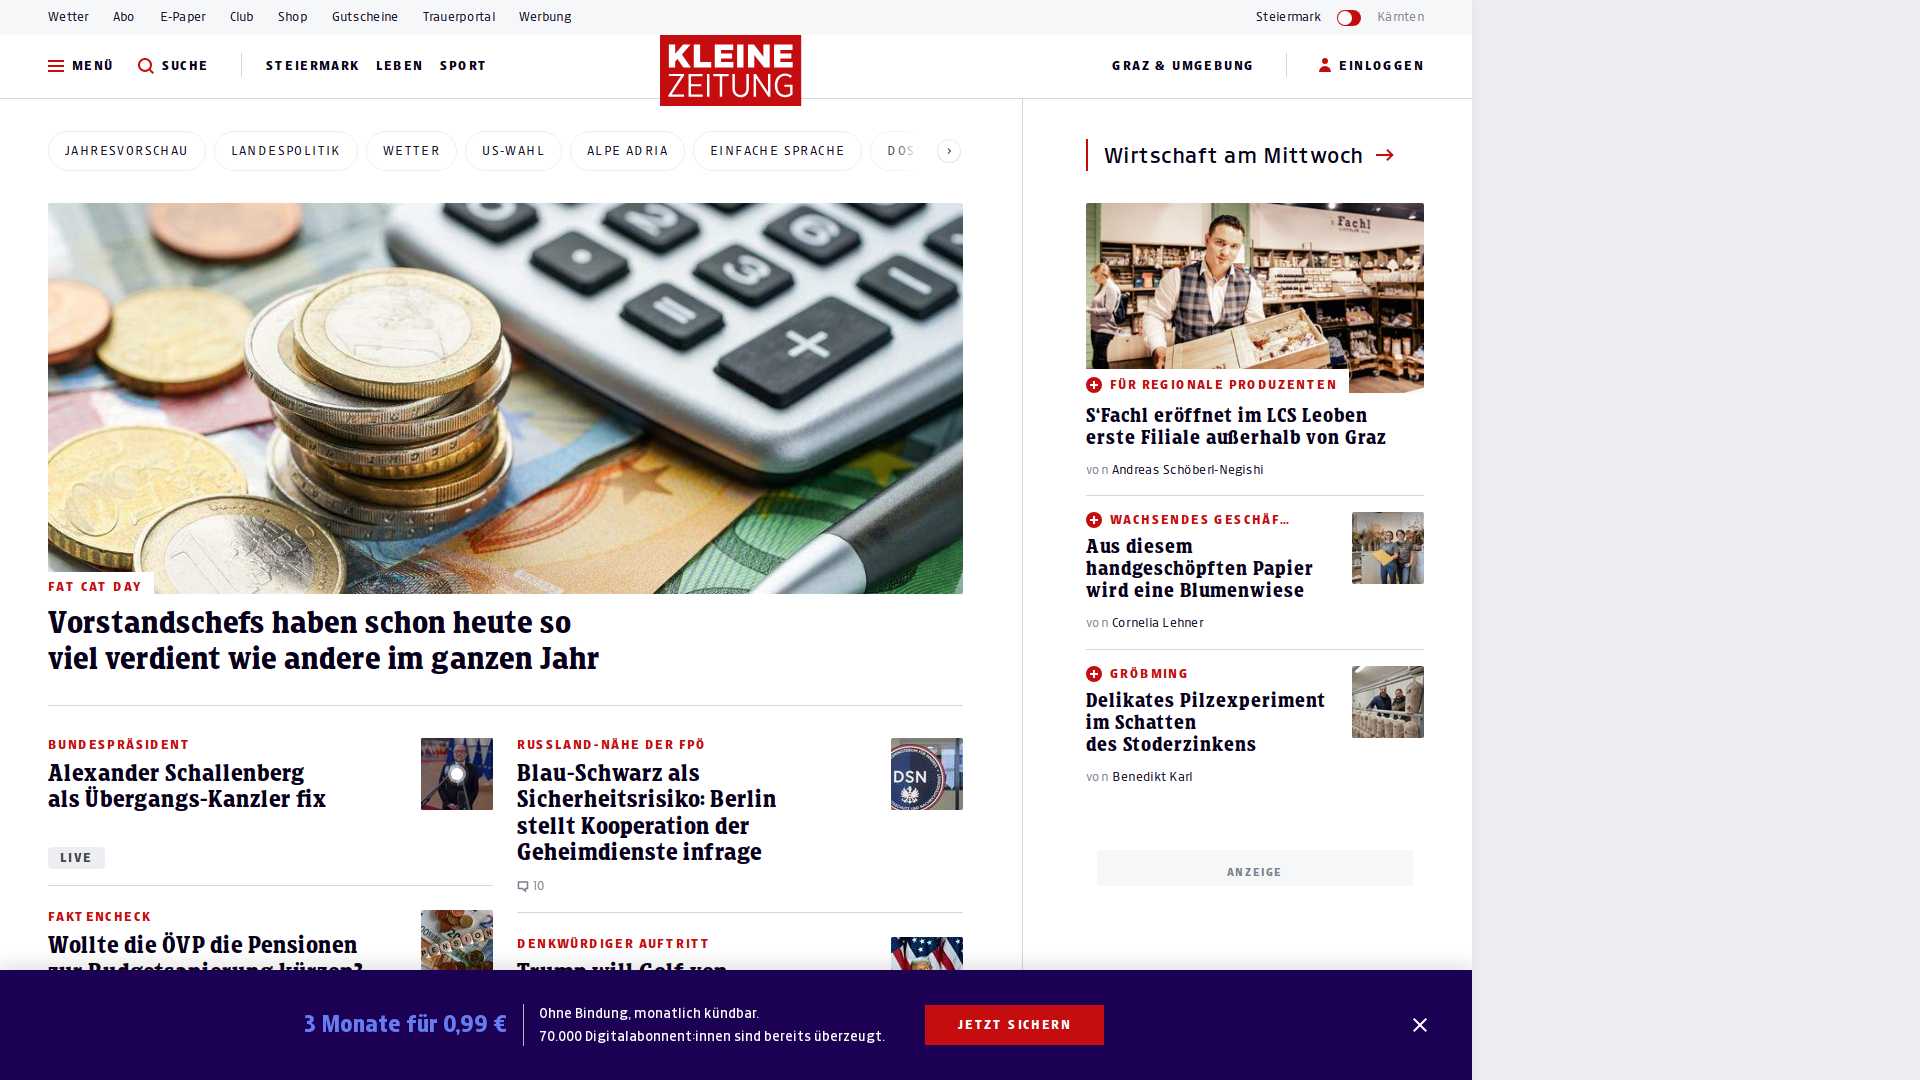 Wetter Abo E-Paper Club Shop Gutscheine Trauerportal Werbung
Steiermark Kärnten
MENÜ SUCHE STEIERMARK LEBEN SPORT
KLEINE
ZEITUNG
GRAZ & UMGEBUNG EINLOGGEN
JAHRESVORSCHAU LANDESPOLITIK WETTER US-WAHL ALPE ADRIA EINFACHE SPRACHE DOS
FAT CAT DAY
Vorstandschefs haben schon heute so
viel verdient wie andere im ganzen Jahr
BUNDESPRÄSIDENT
Alexander Schallenberg
als Übergangs-Kanzler fix
LIVE
FAKTENCHECK
Wollte die ÖVP die Pensionen
zur Budgetsanierung kürzen?
PENSION
RUSSLAND-NÄHE DER FPÖ
Blau-Schwarz als
Sicherheitsrisiko: Berlin
stellt Kooperation der
Geheimdienste infrage
10
DSN
DENKWÜRDIGER AUFTRITT
Trump will Golf von
Wirtschaft am Mittwoch
Fachl
FÜR REGIONALE PRODUZENTEN
S'Fachl eröffnet im LCS Leoben
erste Filiale außerhalb von Graz
von Andreas Schöberl-Negishi
WACHSENDES GESCHÄF...
Aus diesem
handgeschöpften Papier
wird eine Blumenwiese
von Cornelia Lehner
GRÖBMING
Delikates Pilzexperiment
im Schatten
des Stoderzinkens
von Benedikt Karl
ANZEIGE
3 Monate für 0,99 €
Ohne Bindung, monatlich kündbar.
70.000 Digitalabonnent:innen sind bereits überzeugt.
JETZT SICHERN